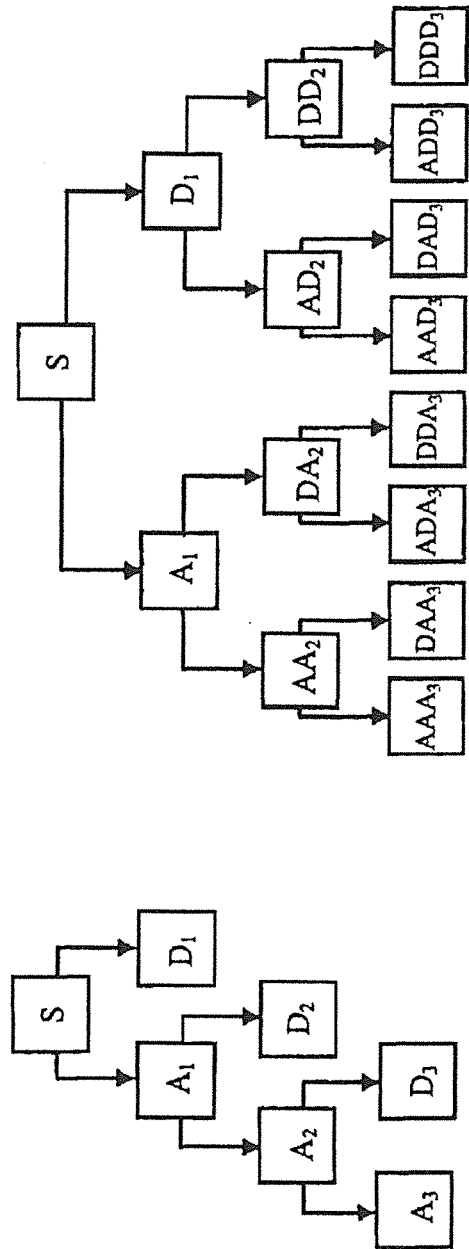 S
A₁
D₁
A₂
D₂
A₃
D₃
S
A₁
D₁
AA₂
DA₂
AD₂
DD₂
AAA₃
DAA₃
ADA₃
DDA₃
AAD₃
DAD₃
ADD₃
DDD₃